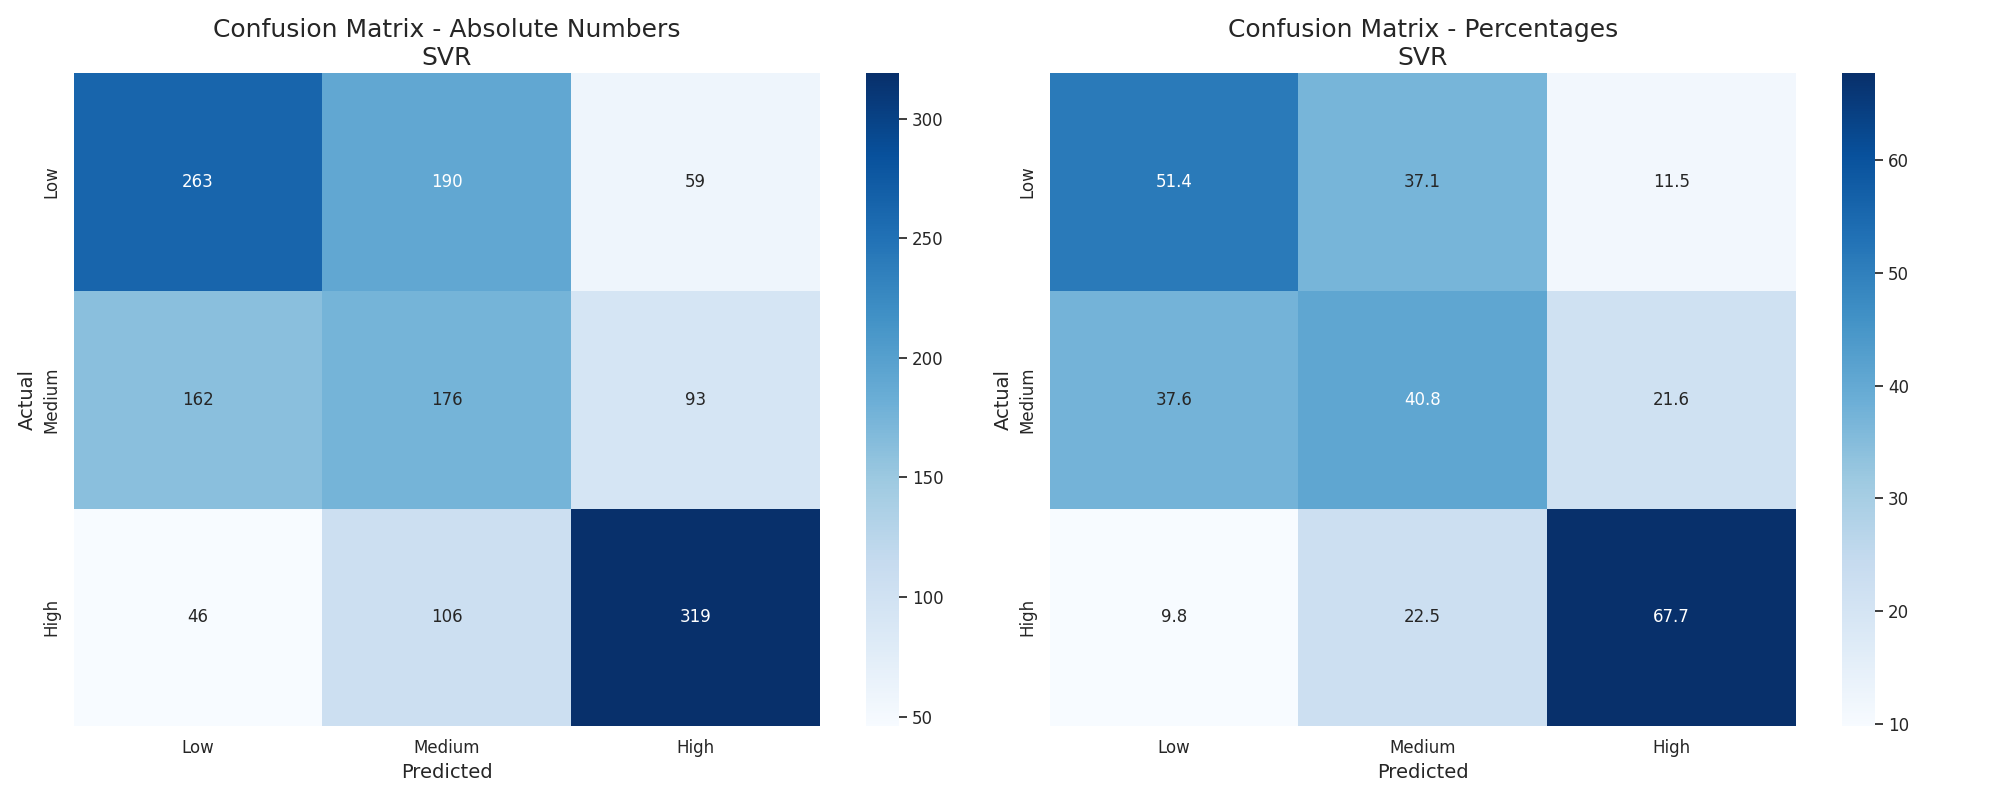 Confusion Matrix - Absolute Numbers
SVR
Low
263
190
59
Actual
Medium
162
176
93
High
46
106
319
Low
Medium
High
Predicted
300
250
200
150
100
50
Confusion Matrix - Percentages
SVR
Low
51.4
37.1
11.5
Actual
Medium
37.6
40.8
21.6
High
9.8
22.5
67.7
Low
Medium
High
Predicted
60
50
40
30
20
10